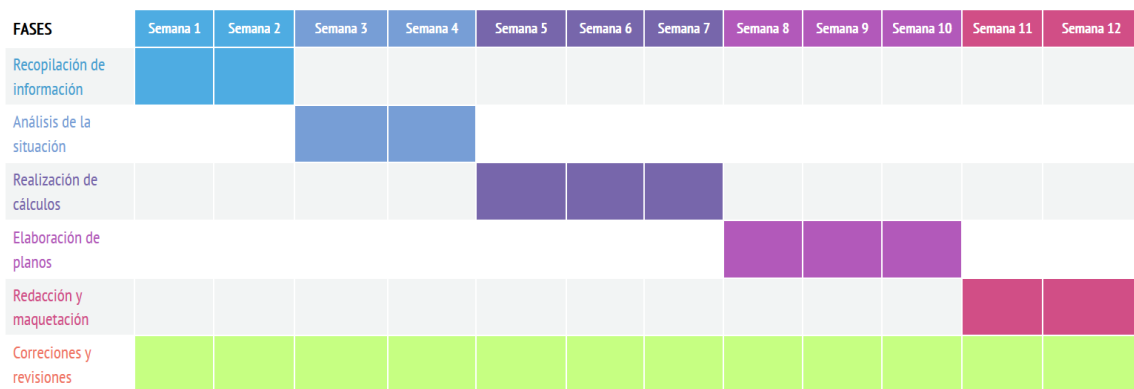 FASES Semana 1 Semana 2 Semana 3 Semana 4 Semana 5 Semana 6 Semana 7 Semana 8 Semana 9 Semana 10 Semana 11 Semana 12
Recopilación de
información
Análisis de la
situación
Realización de
cálculos
Elaboración de
planos
Redacción y
maquetación
Correciones y
revisiones